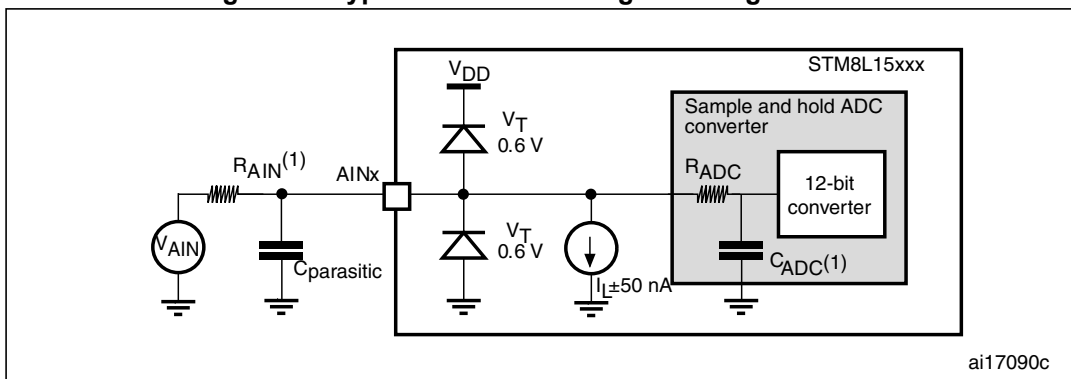 STM8L15xxx
VDD
Sample and hold ADC
converter
VT
0.6 V
RAIN(1)
AINx
RADC
12-bit
converter
VAIN
Cparasitic
VT
0.6 V
IL±50 nA
CADC(1)
ai17090c